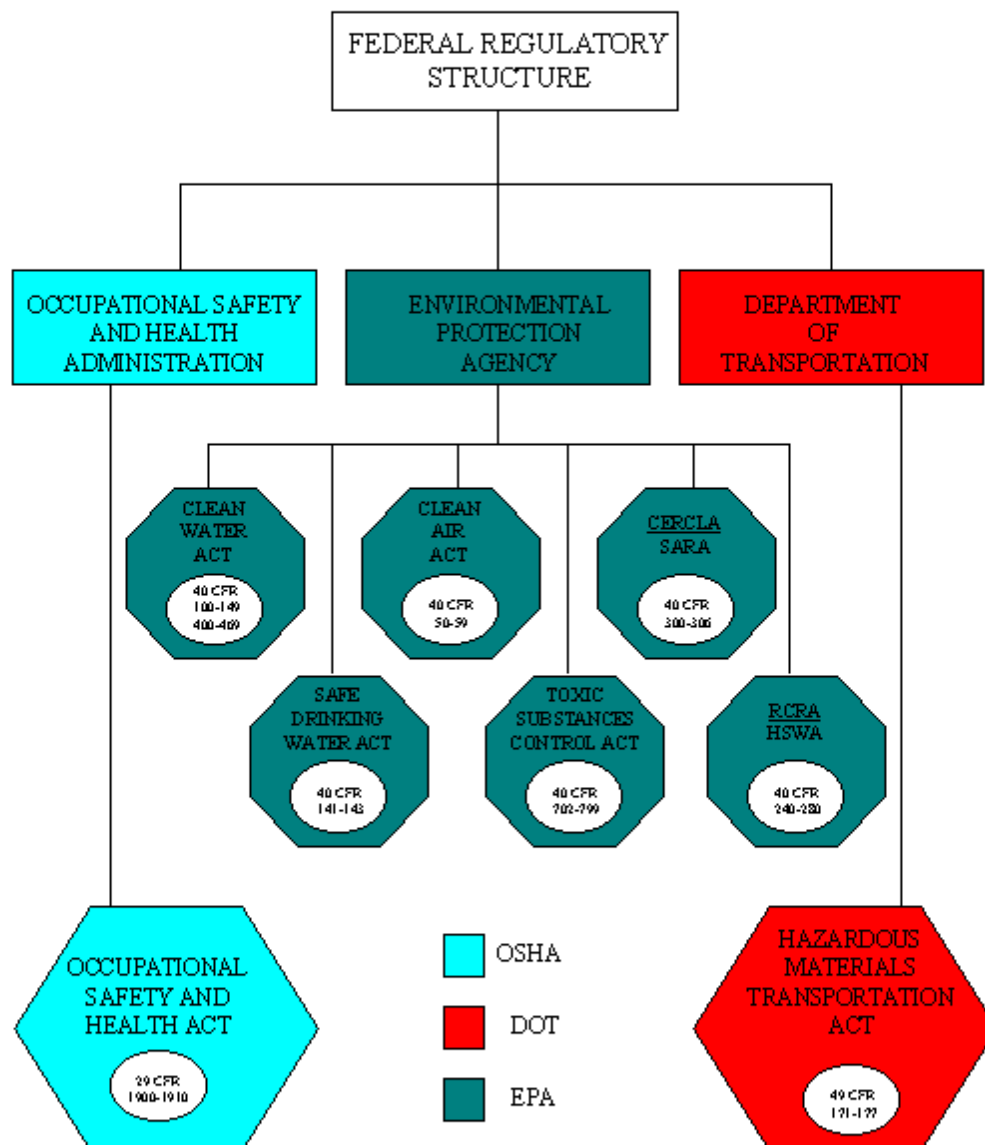 FEDERAL REGULATORY
STRUCTURE
OCCUPATIONAL SAFETY
AND HEALTH
ADMINISTRATION
ENVIRONMENTAL
PROTECTION
AGENCY
DEPARTMENT
OF
TRANSPORTATION
CLEAN
WATER
ACT
40 CFR
100-149
400-469
CLEAN
AIR
ACT
40 CFR
50-59
CERCLA
SARA
40 CFR
300-306
SAFE
DRINKING
WATER ACT
40 CFR
141-143
TOXIC
SUBSTANCES
CONTROL ACT
40 CFR
702-799
RCRA
HSWA
40 CFR
240-280
OCCUPATIONAL
SAFETY AND
HEALTH ACT
29 CFR
1900-1910
OSHA
DOT
EPA
HAZARDOUS
MATERIALS
TRANSPORTATION
ACT
49 CFR
171-177